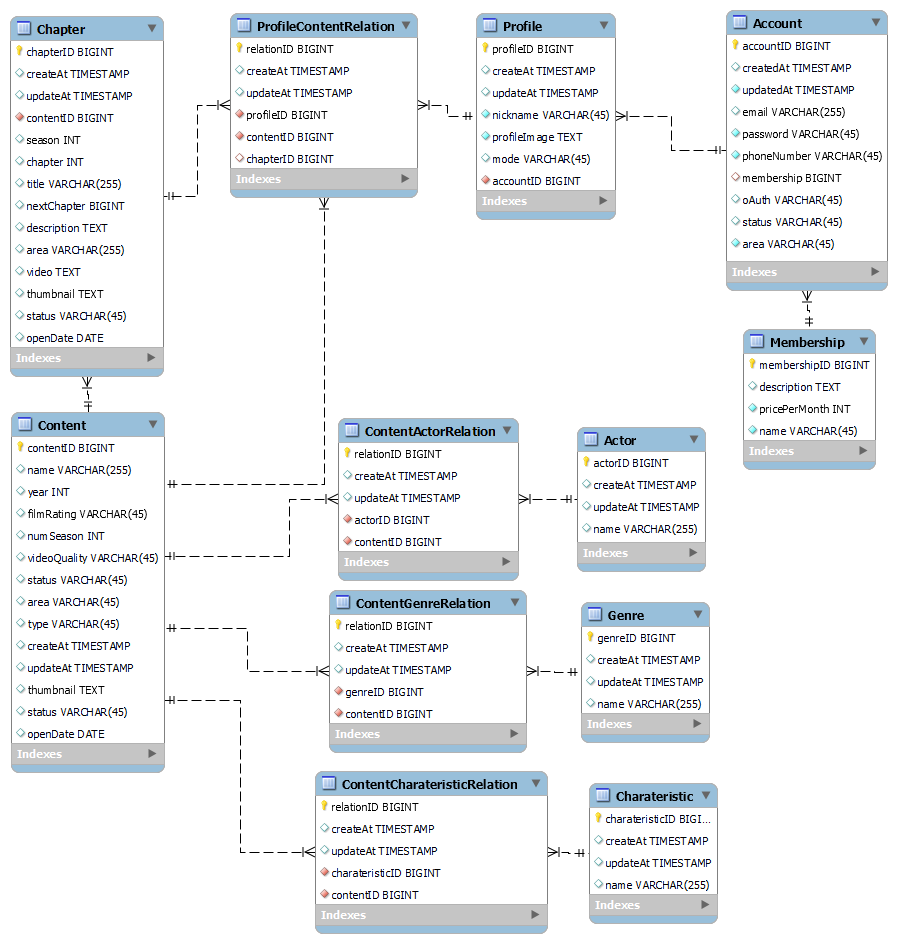 Chapter
chapterID BIGINT
createAt TIMESTAMP
updateAt TIMESTAMP
contentID BIGINT
season INT
chapter INT
title VARCHAR(255)
nextChapter BIGINT
description TEXT
area VARCHAR(255)
video TEXT
thumbnail TEXT
status VARCHAR(45)
openDate DATE
Indexes
ProfileContentRelation
relationID BIGINT
createAt TIMESTAMP
updateAt TIMESTAMP
profileID BIGINT
contentID BIGINT
chapterID BIGINT
Indexes
Profile
profileID BIGINT
createAt TIMESTAMP
updateAt TIMESTAMP
nickname VARCHAR(45)
profileImage TEXT
mode VARCHAR(45)
accountID BIGINT
Indexes
Account
accountID BIGINT
createdAt TIMESTAMP
updatedAt TIMESTAMP
email VARCHAR(255)
password VARCHAR(45)
phoneNumber VARCHAR(45)
membership BIGINT
oAuth VARCHAR(45)
status VARCHAR(45)
area VARCHAR(45)
Indexes
Membership
membershipID BIGINT
description TEXT
pricePerMonth INT
name VARCHAR(45)
Indexes
Content
contentID BIGINT
name VARCHAR(255)
year INT
filmRating VARCHAR(45)
numSeason INT
videoQuality VARCHAR(45)
status VARCHAR(45)
area VARCHAR(45)
type VARCHAR(45)
createAt TIMESTAMP
updateAt TIMESTAMP
thumbnail TEXT
status VARCHAR(45)
openDate DATE
Indexes
ContentActorRelation
relationID BIGINT
createAt TIMESTAMP
updateAt TIMESTAMP
actorID BIGINT
contentID BIGINT
Indexes
Actor
actorID BIGINT
createAt TIMESTAMP
updateAt TIMESTAMP
name VARCHAR(255)
Indexes
ContentGenreRelation
relationID BIGINT
createAt TIMESTAMP
updateAt TIMESTAMP
genreID BIGINT
contentID BIGINT
Indexes
Genre
genreID BIGINT
createAt TIMESTAMP
updateAt TIMESTAMP
name VARCHAR(255)
Indexes
ContentCharateristicRelation
relationID BIGINT
createAt TIMESTAMP
updateAt TIMESTAMP
charateristicID BIGINT
contentID BIGINT
Indexes
Charateristic
charateristicID BIGI...
createAt TIMESTAMP
updateAt TIMESTAMP
name VARCHAR(255)
Indexes